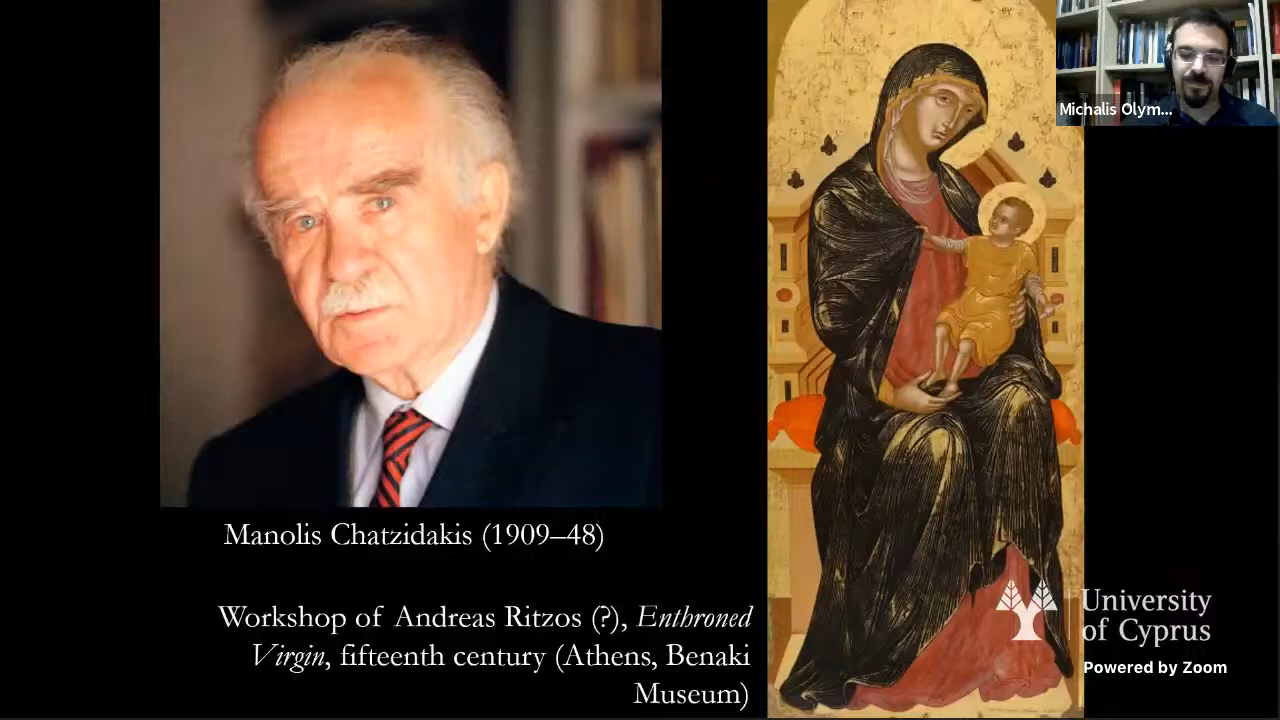 Michalis Olym...
Manolis Chatzidakis (1909–48)
Workshop of Andreas Ritzos (?), Enthroned
Virgin, fifteenth century (Athens, Benaki
Museum)
University
of Cyprus
Powered by Zoom